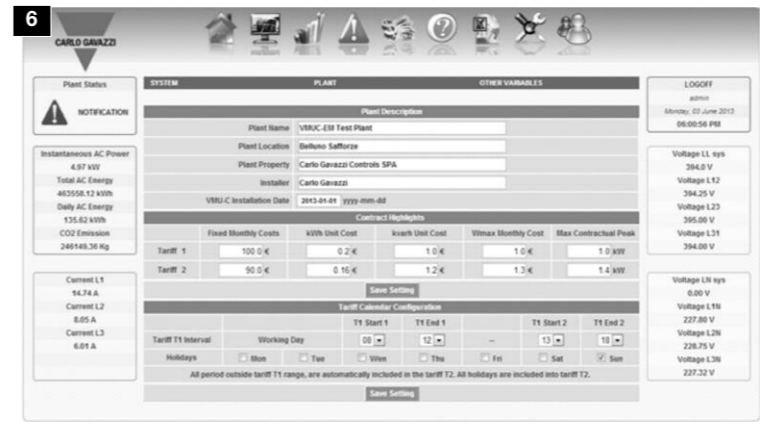 6
CARLO GAVAZZI
Plant Status
NOTIFICATION
Instantaneous AC Power
4.97 kW
Total AC Energy
463558.12 kWh
Daily AC Energy
135.62 kWh
CO2 Emission
246149.36 Kg
Current L1
14.74 A
Current L2
8.05 A
Current L3
6.01 A
SYSTEM PLANT OTHER VARIABLES
Plant Description
Plant Name VMUC-EM Test Plant
Plant Location Belluno Safforze
Plant Property Carlo Gavazzi Controls SPA
Installer Carlo Gavazzi
VMU-C Installation Date 2013-01-01 yyyy-mm-dd
Contract Highlights
Fixed Monthly Costs kWh Unit Cost kvarh Unit Cost Wmax Monthly Cost Max Contractual Peak
Tariff 1 100.0 € 0.2 € 1.0 € 1.0 € 1.0 kW
Tariff 2 90.0 € 0.16 € 1.2 € 1.3 € 1.4 kW
Save Setting
Tariff Calendar Configuration
T1 Start 1 T1 End 1 T1 Start 2 T1 End 2
Tariff T1 Interval Working Day 08 12 -- 13 18
Holidays Mon Tue Wen Thu Fri Sat Sun
All period outside tariff T1 range, are automatically included in the tariff T2. All holidays are included into tariff T2.
Save Setting
LOGOFF
admin
Monday, 03 June 2013
06:00:56 PM
Voltage LL sys
394.0 V
Voltage L12
394.25 V
Voltage L23
395.00 V
Voltage L31
394.00 V
Voltage LN sys
0.00 V
Voltage L1N
227.80 V
Voltage L2N
228.75 V
Voltage L3N
227.32 V